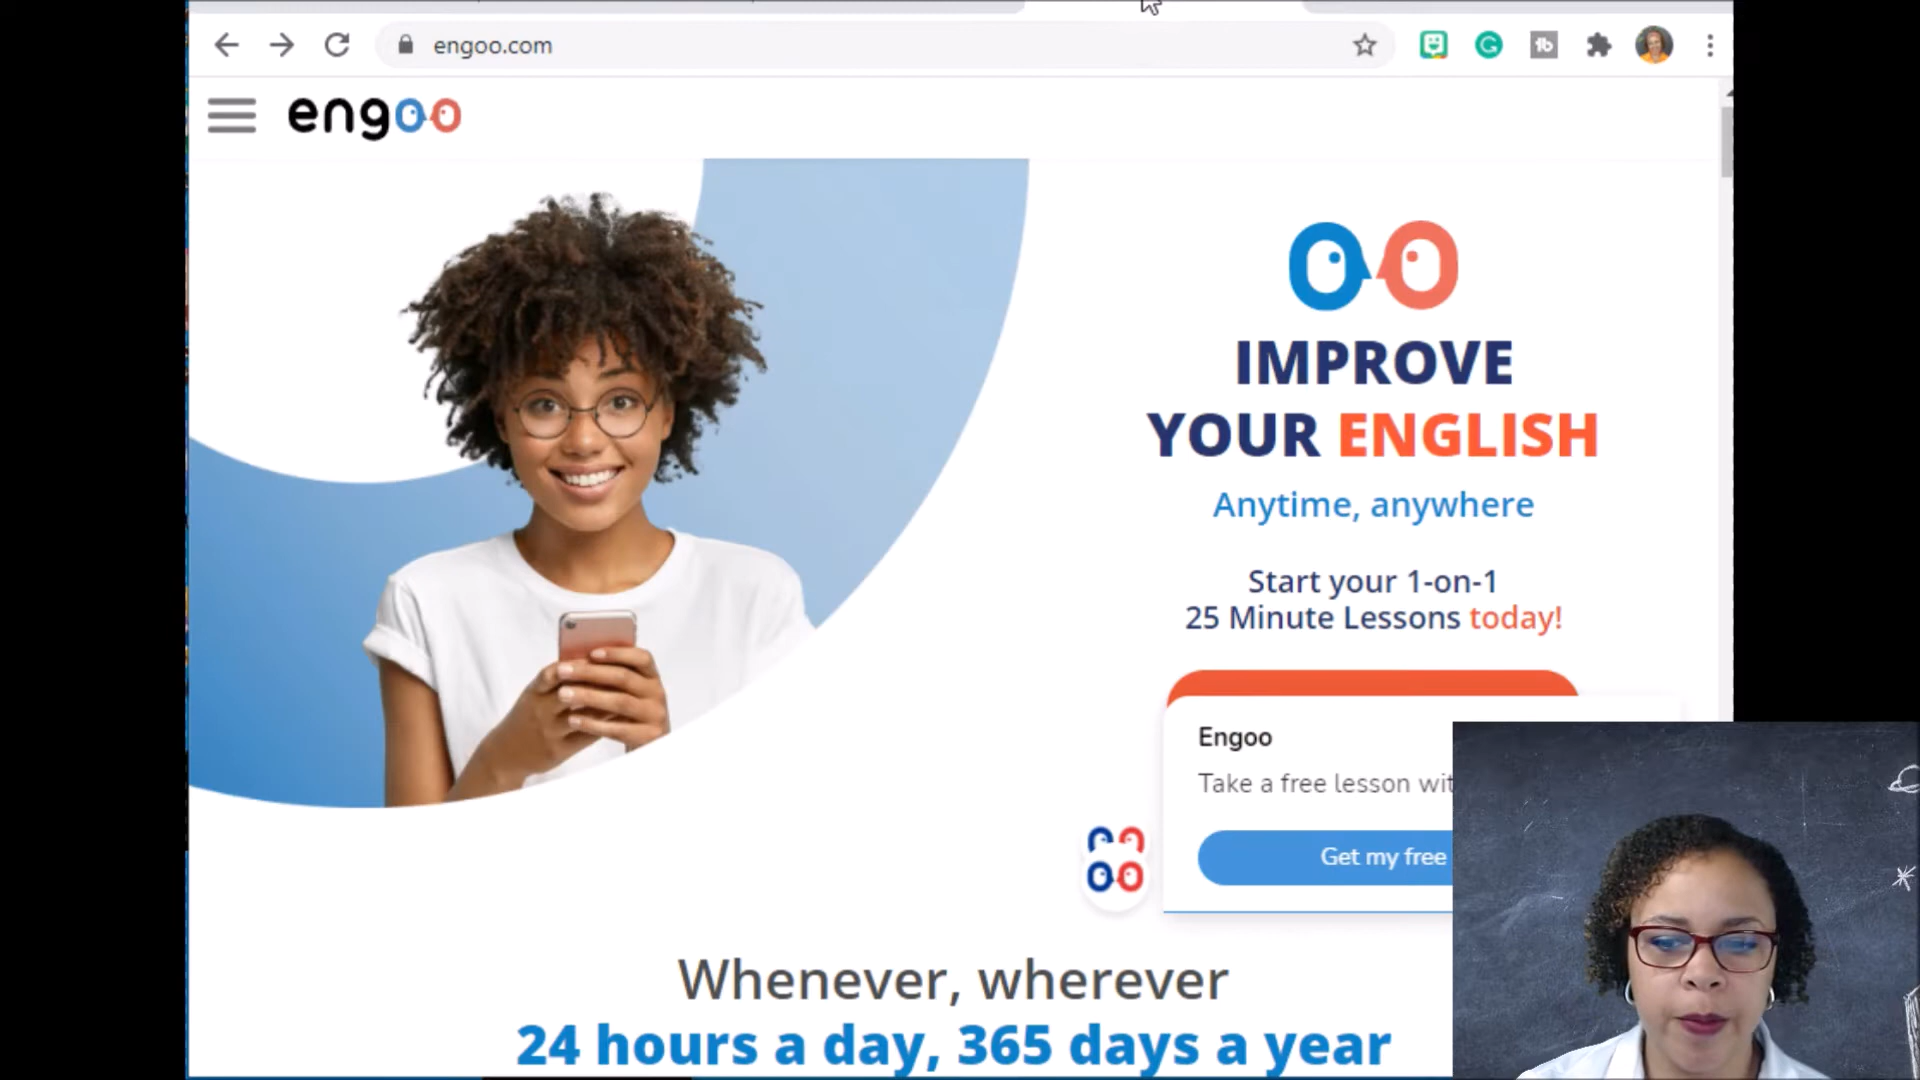 engoo.com
engoo
IMPROVE
YOUR ENGLISH
Anytime, anywhere
Start your 1-on-1
25 Minute Lessons today!
Engoo
Take a free lesson
Get my free
Whenever, wherever
24 hours a day, 365 days a year